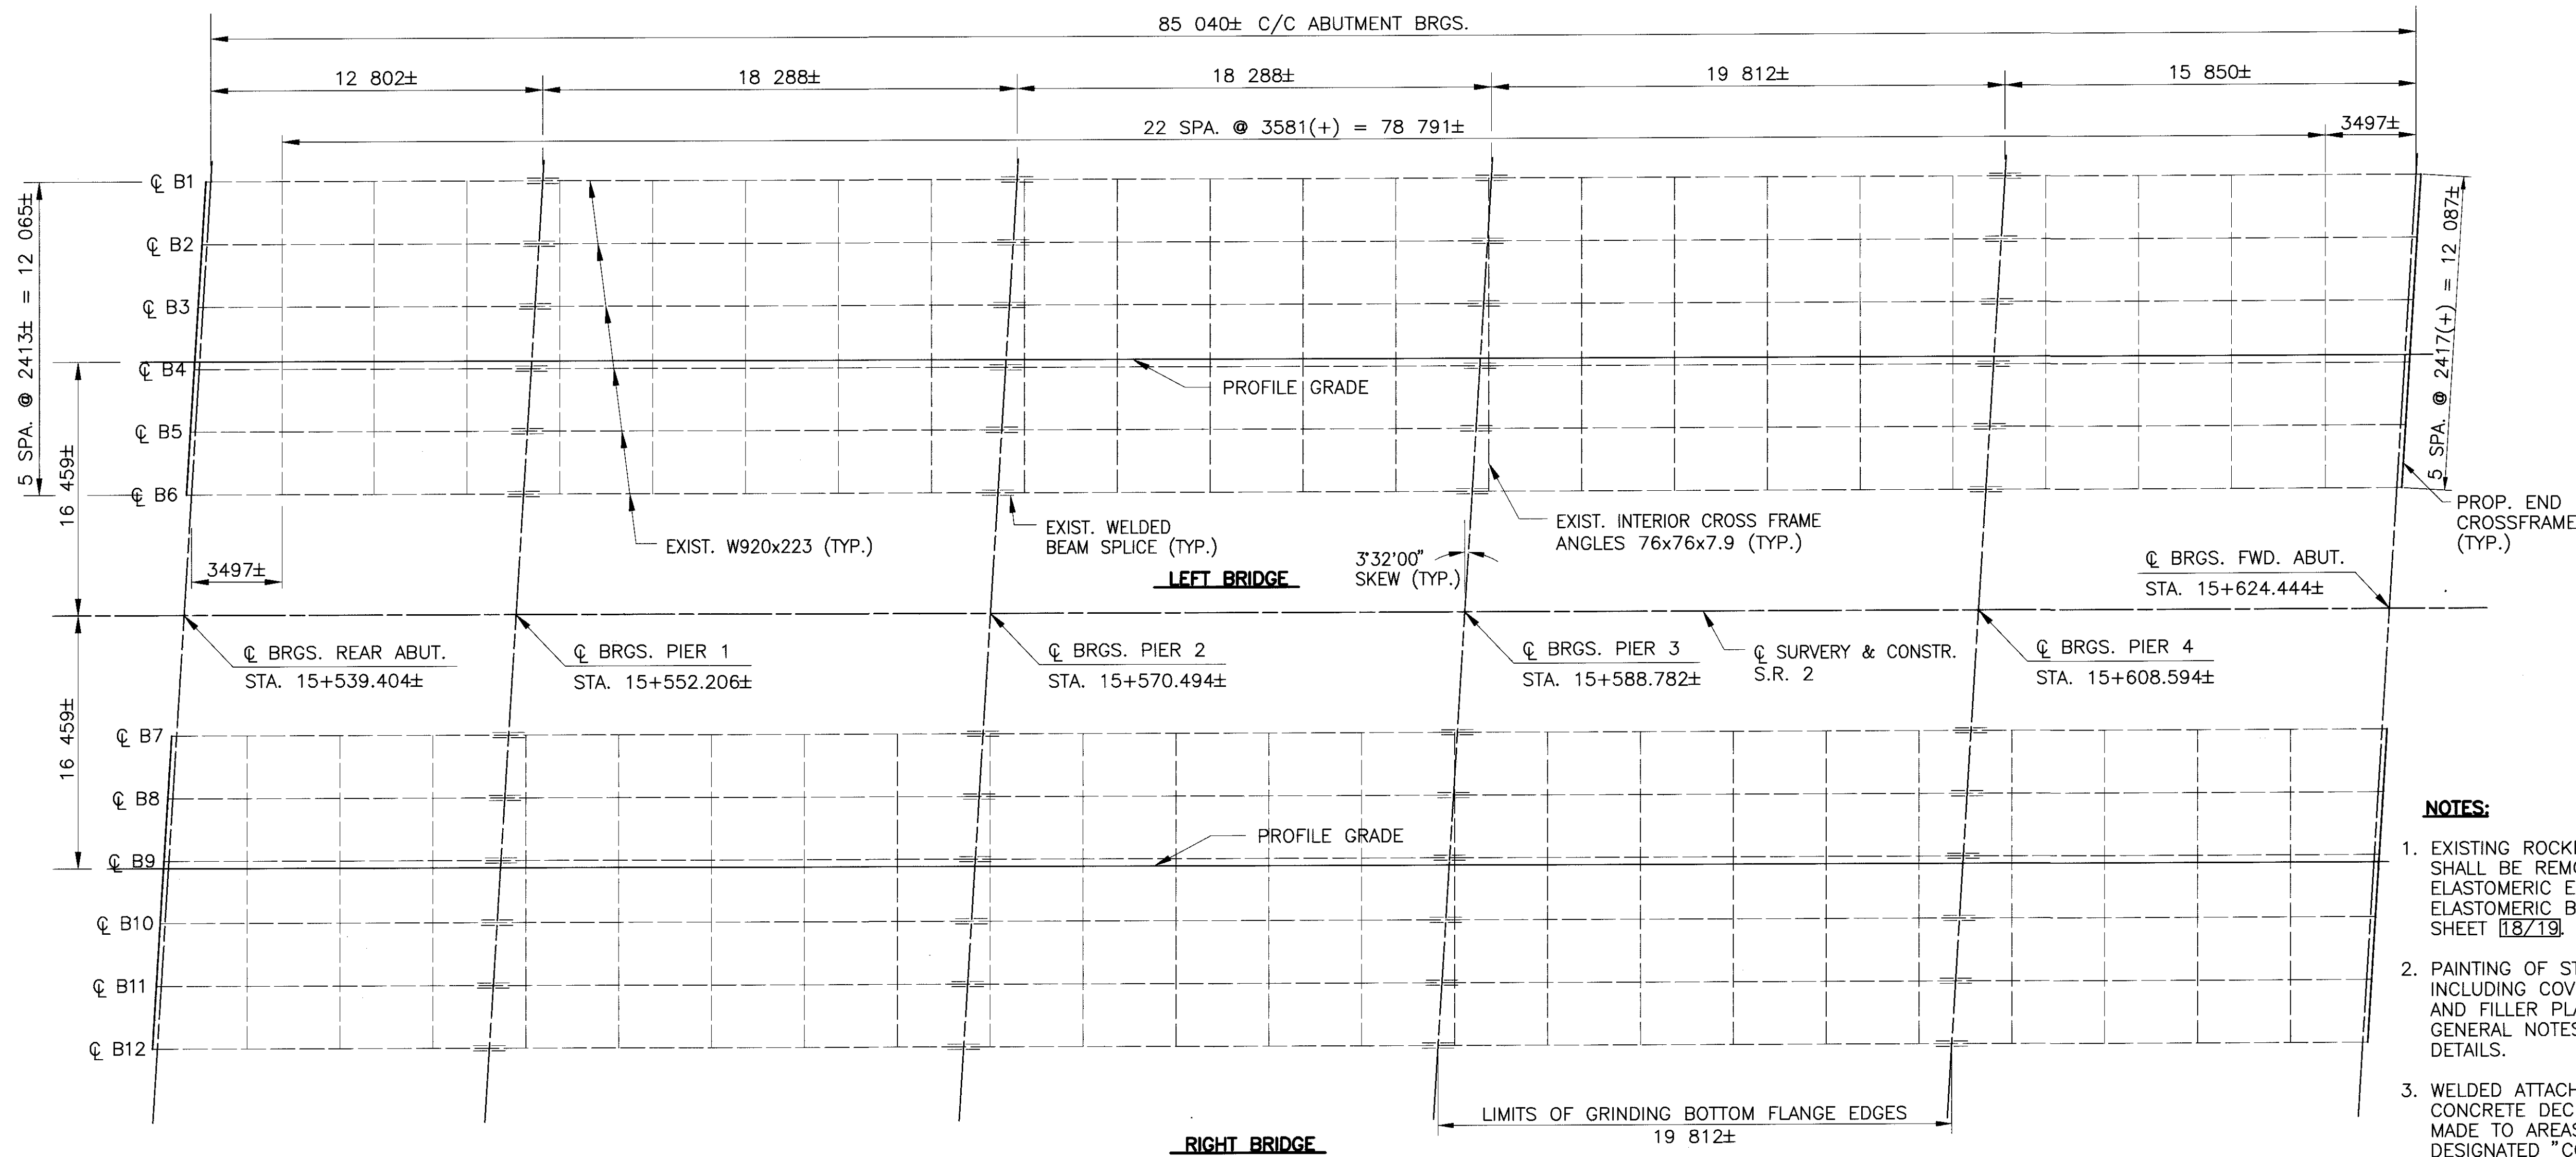 85 040± C/C ABUTMENT BRGS.
12 802±
18 288±
18 288±
19 812±
15 850±
22 SPA. @ 3581(+) = 78 791±
3497±
5 SPA. @ 2413± = 12 065±
16 459±
16 459±
℄ B1
℄ B2
℄ B3
℄ B4
℄ B5
℄ B6
PROFILE GRADE
5 SPA. @ 2417(+) = 12 087±
3497±
EXIST. W920x223 (TYP.)
EXIST. WELDED
BEAM SPLICE (TYP.)
LEFT BRIDGE
3°32'00"
SKEW (TYP.)
EXIST. INTERIOR CROSS FRAME
ANGLES 76x76x7.9 (TYP.)
PROP. END
CROSSFRAME
(TYP.)
℄ BRGS. FWD. ABUT.
STA. 15+624.444±
℄ BRGS. REAR ABUT.
STA. 15+539.404±
℄ BRGS. PIER 1
STA. 15+552.206±
℄ BRGS. PIER 2
STA. 15+570.494±
℄ BRGS. PIER 3
STA. 15+588.782±
℄ SURVERY & CONSTR.
S.R. 2
℄ BRGS. PIER 4
STA. 15+608.594±
℄ B7
℄ B8
℄ B9
℄ B10
℄ B11
℄ B12
PROFILE GRADE
LIMITS OF GRINDING BOTTOM FLANGE EDGES
19 812±
RIGHT BRIDGE
NOTES:
1. EXISTING
SHALL BE
ELASTOMERIC
ELASTOMERIC
SHEET 18/19.
2. PAINTING OF
INCLUDING
AND FILLER
GENERAL NOTES
DETAILS.
3. WELDED
CONCRETE
MADE TO AREAS
DESIGNATED